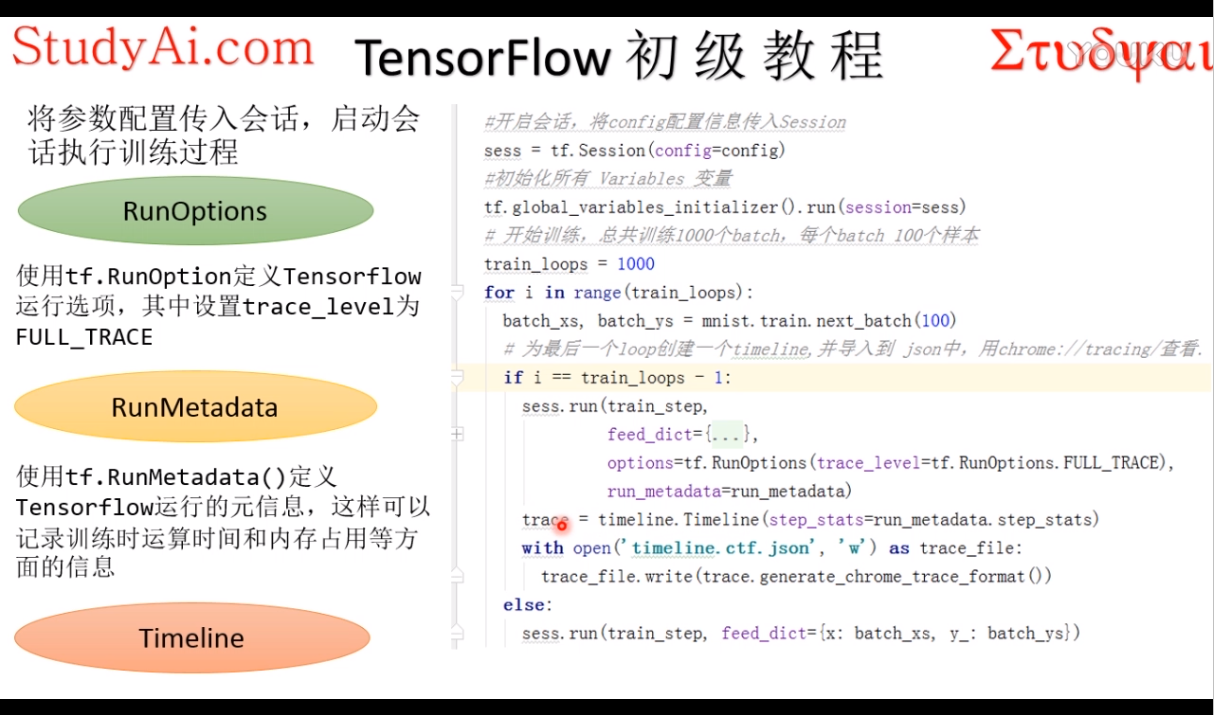 StudyAi.com
TensorFlow 初 级 教 程
Στυδψαι
YOUKU
将参数配置传入会话，启动会
话执行训练过程
RunOptions
使用tf.RunOption定义Tensorflow
运行选项，其中设置trace_level为
FULL_TRACE
RunMetadata
使用tf.RunMetadata()定义
Tensorflow运行的元信息，这样可以
记录训练时运算时间和内存占用等方
面的信息
Timeline
#开启会话，将config配置信息传入Session
sess = tf.Session(config=config)
#初始化所有 Variables 变量
tf.global_variables_initializer().run(session=sess)
# 开始训练，总共训练1000个batch，每个batch 100个样本
train_loops = 1000
for i in range(train_loops):
batch_xs, batch_ys = mnist.train.next_batch(100)
# 为最后一个loop创建一个timeline,并导入到 json中，用chrome://tracing/查看.
if i == train_loops - 1:
sess.run(train_step,
feed_dict={...},
options=tf.RunOptions(trace_level=tf.RunOptions.FULL_TRACE),
run_metadata=run_metadata)
trace = timeline.Timeline(step_stats=run_metadata.step_stats)
with open('timeline.ctf.json', 'w') as trace_file:
trace_file.write(trace.generate_chrome_trace_format())
else:
sess.run(train_step, feed_dict={x: batch_xs, y_: batch_ys})